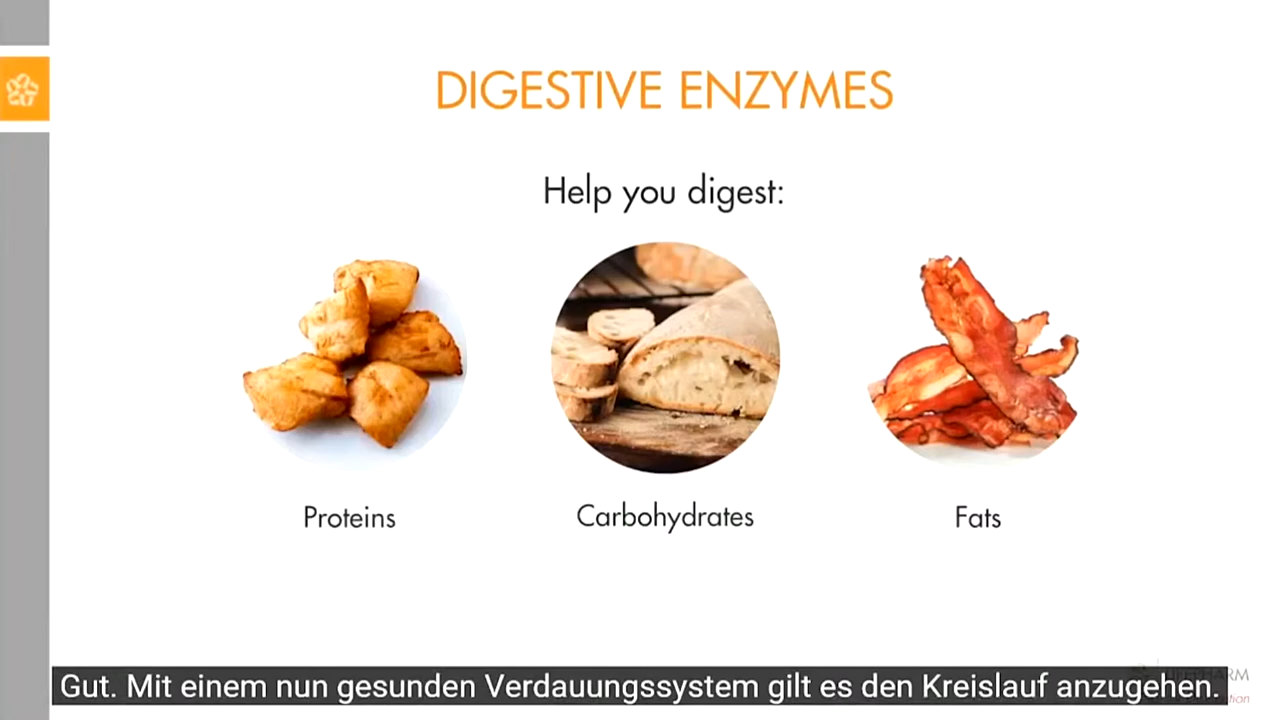 DIGESTIVE ENZYMES
Help you digest:
Proteins
Carbohydrates
Fats
Gut. Mit einem nun gesunden Verdauungssystem gilt es den Kreislauf anzugehen.